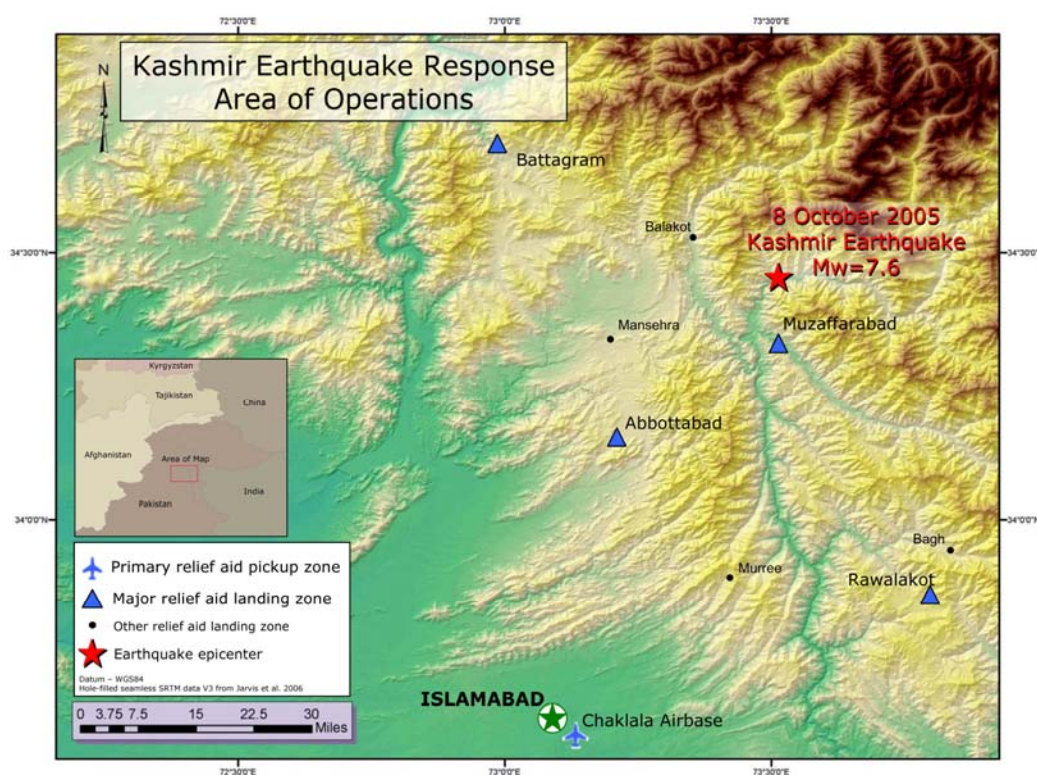 72°30'0"E
73°0'0"E
73°30'0"E
Kashmir Earthquake Response
Area of Operations
N
Battagram
8 October 2005
Kashmir Earthquake
Mw=7.6
Balakot
34°30'0"N
34°30'0"N
Mansehra
Muzaffarabad
Kyrgyzstan
Tajikistan
China
Afghanistan
Area of Map
India
Pakistan
Abbottabad
34°0'0"N
34°0'0"N
Bagh
Murree
Rawalakot
Primary relief aid pickup zone
Major relief aid landing zone
Other relief aid landing zone
Earthquake epicenter
Datum – WGS84
Hole-filled seamless SRTM data V3 from Jarvis et al. 2006
ISLAMABAD
Chaklala Airbase
0 3.75 7.5 15 22.5 30
Miles
72°30'0"E
73°0'0"E
73°30'0"E